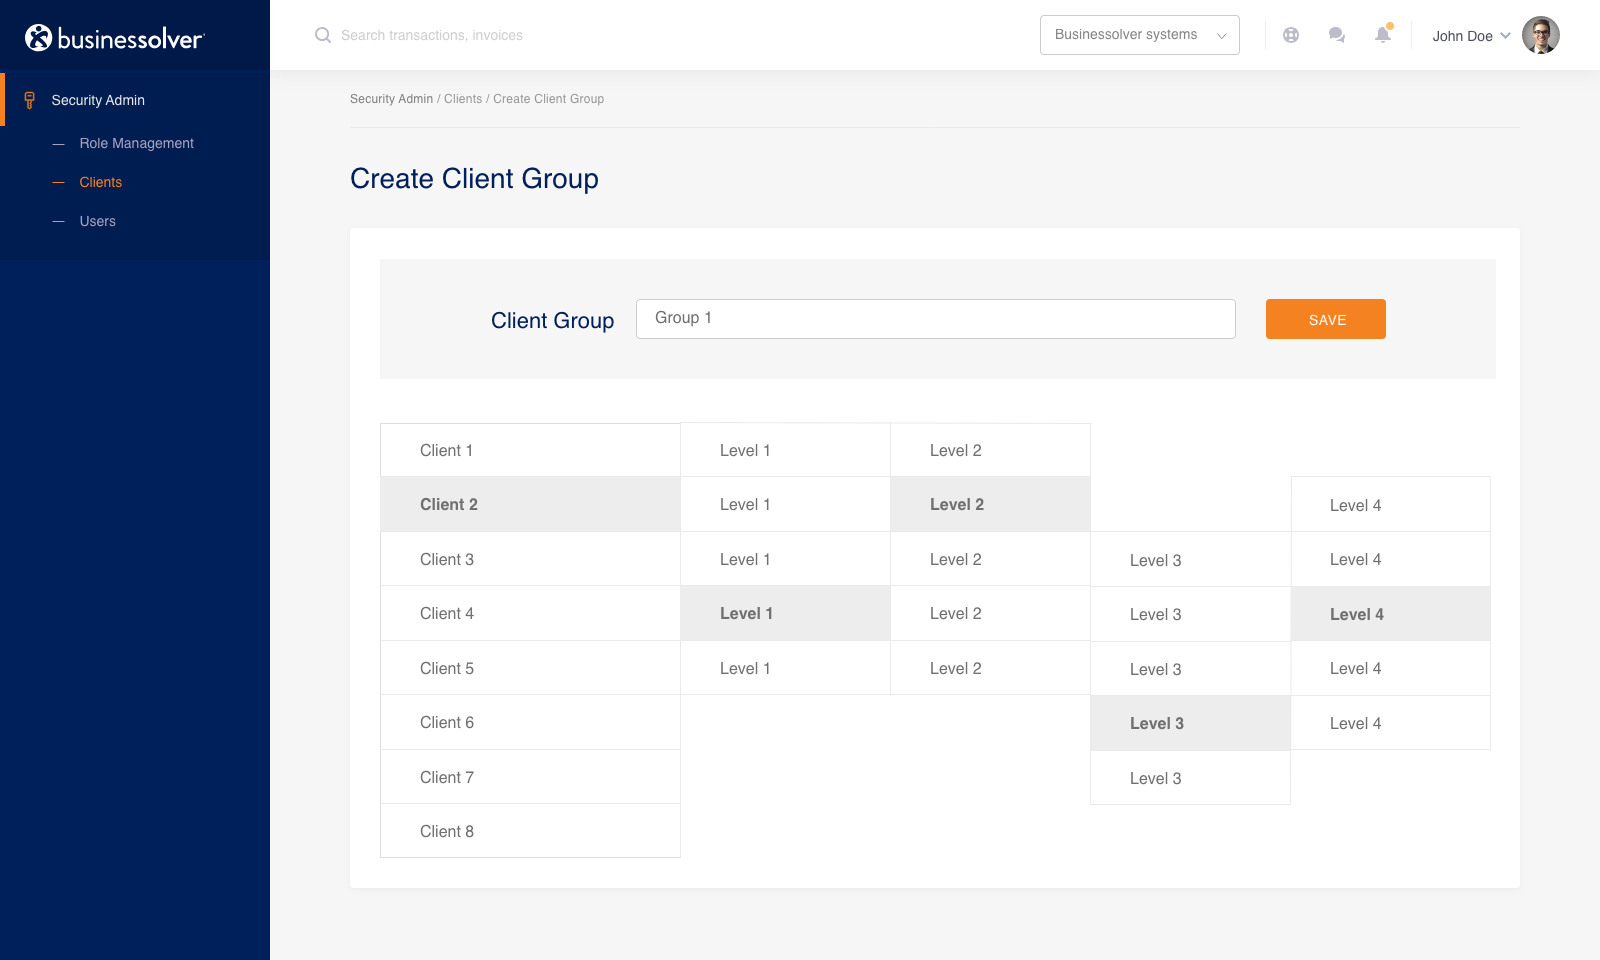 businessolver
Search transactions, invoices
Businessolver systems
John Doe
Security Admin
Role Management
Clients
Users
Security Admin / Clients / Create Client Group
Create Client Group
Client Group
Group 1
SAVE
Client 1 Level 1 Level 2
Client 2 Level 1 Level 2 Level 4
Client 3 Level 1 Level 2 Level 3 Level 4
Client 4 Level 1 Level 2 Level 3 Level 4
Client 5 Level 1 Level 2 Level 3 Level 4
Client 6 Level 3 Level 4
Client 7 Level 3
Client 8